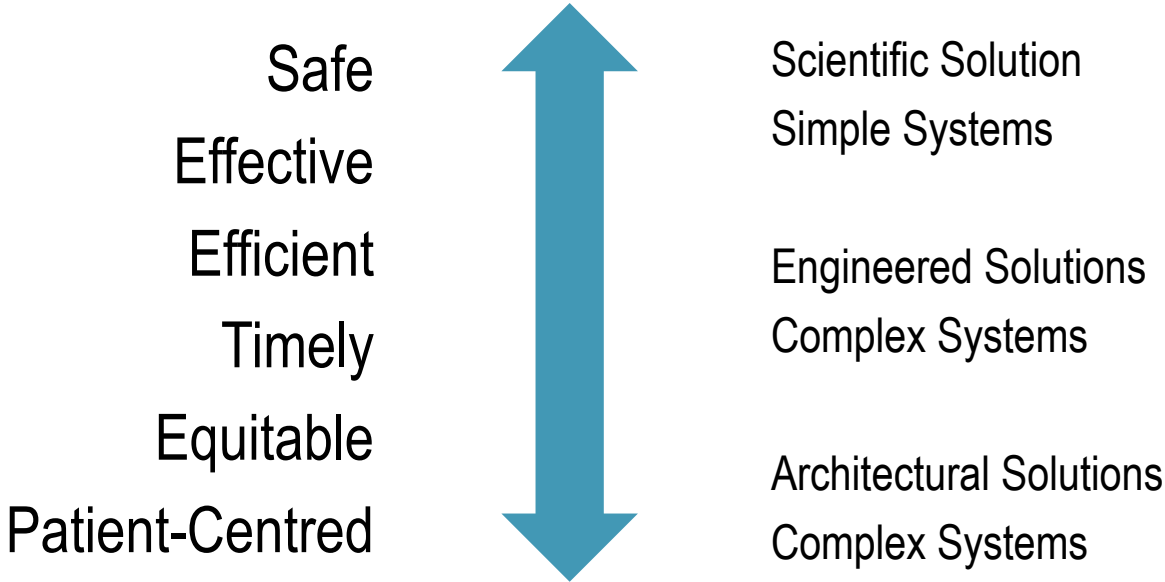 Safe
Effective
Efficient
Timely
Equitable
Patient-Centred
Scientific Solution
Simple Systems
Engineered Solutions
Complex Systems
Architectural Solutions
Complex Systems